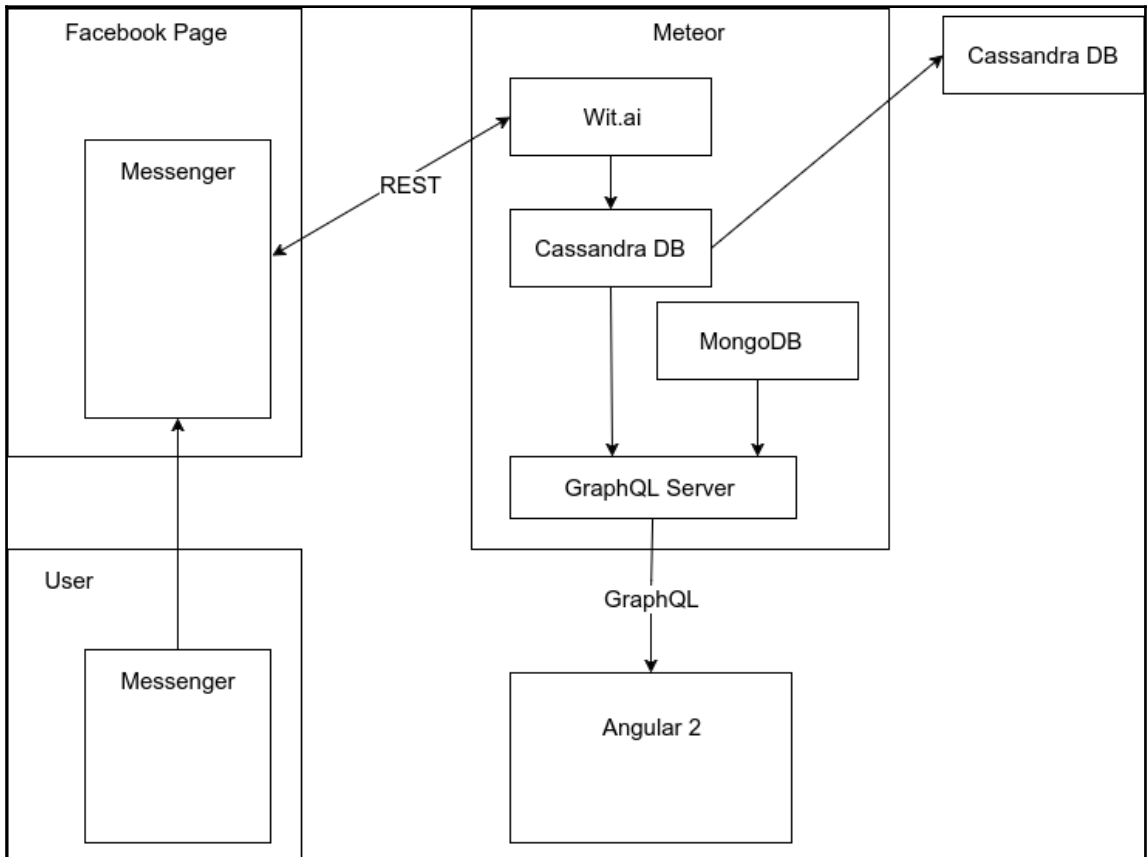 Facebook Page
Messenger
REST
Meteor
Wit.ai
Cassandra DB
MongoDB
GraphQL Server
Cassandra DB
User
Messenger
GraphQL
Angular 2